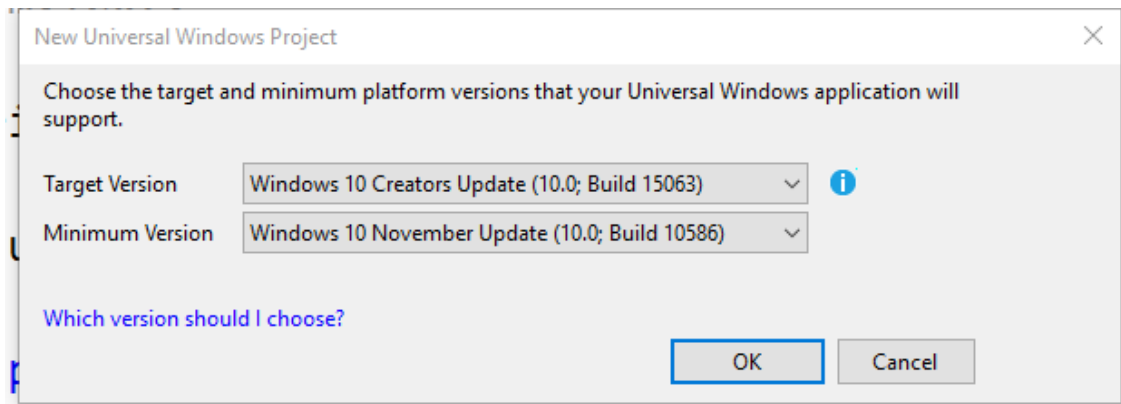 New Universal Windows Project
Choose the target and minimum platform versions that your Universal Windows application will
support.
Target Version Windows 10 Creators Update (10.0; Build 15063)
Minimum Version Windows 10 November Update (10.0; Build 10586)
Which version should I choose?
OK Cancel